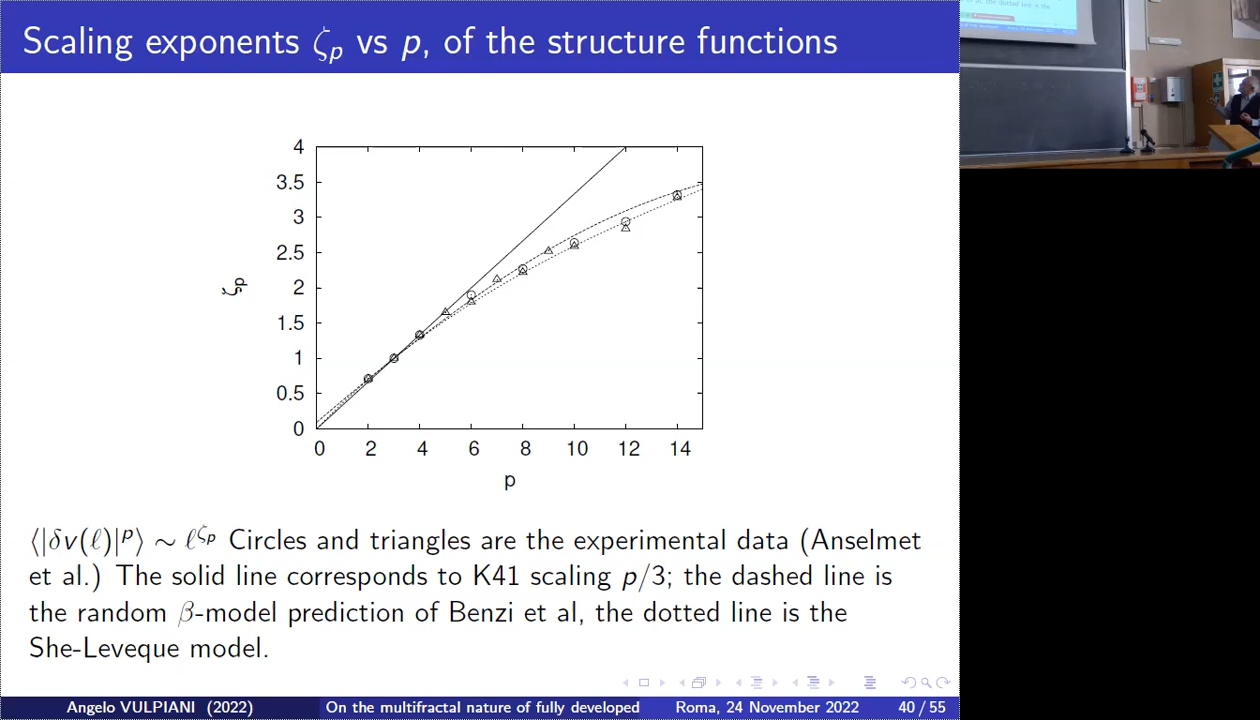 Scaling exponents ζp vs p, of the structure functions
4
3.5
3
2.5
2
1.5
1
0.5
0
ζp
0 2 4 6 8 10 12 14
p
⟨|δv(ℓ)|^p⟩ ∼ ℓ^ζp Circles and triangles are the experimental data (Anselmet
et al.) The solid line corresponds to K41 scaling p/3; the dashed line is
the random β-model prediction of Benzi et al, the dotted line is the
She-Leveque model.
Angelo VULPIANI (2022) On the multifractal nature of fully developed Roma, 24 November 2022 40 / 55